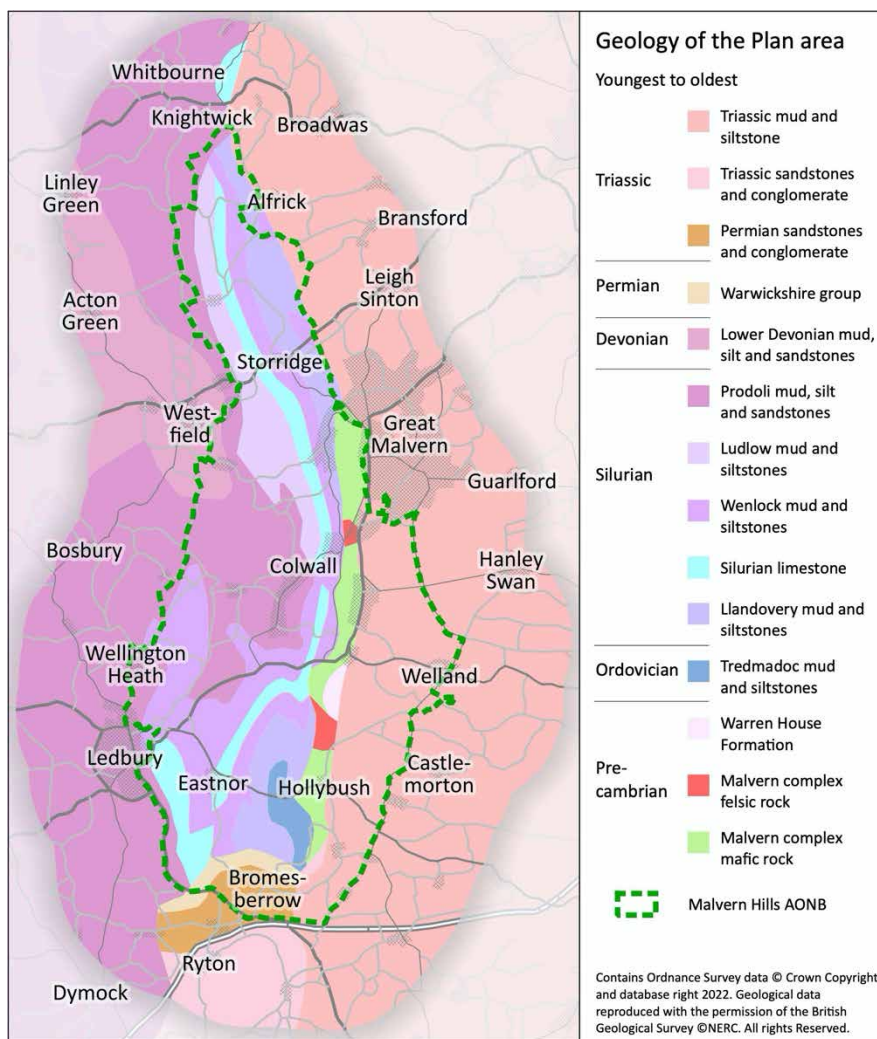 Whitbourne
Knightwick
Broadwas
Linley
Green
Alfrick
Bransford
Leigh
Sinton
Acton
Green
Storridge
West-
field
Great
Malvern
Guarlford
Bosbury
Colwall
Hanley
Swan
Wellington
Heath
Welland
Ledbury
Eastnor
Hollybush
Castle-
morton
Bromes-
berrow
Ryton
Dymock
Geology of the Plan area
Youngest to oldest
Triassic
Triassic mud and
siltstone
Triassic sandstones
and conglomerate
Permian sandstones
and conglomerate
Permian
Warwickshire group
Devonian
Lower Devonian mud,
silt and sandstones
Silurian
Prodoli mud, silt
and sandstones
Ludlow mud and
siltstones
Wenlock mud and
siltstones
Silurian limestone
Llandovery mud and
siltstones
Ordovician
Tredmadoc mud
and siltstones
Pre-
cambrian
Warren House
Formation
Malvern complex
felsic rock
Malvern complex
mafic rock
Malvern Hills AONB
Contains Ordnance Survey data © Crown Copyright
and database right 2022. Geological data
reproduced with the permission of the British
Geological Survey ©NERC. All rights Reserved.